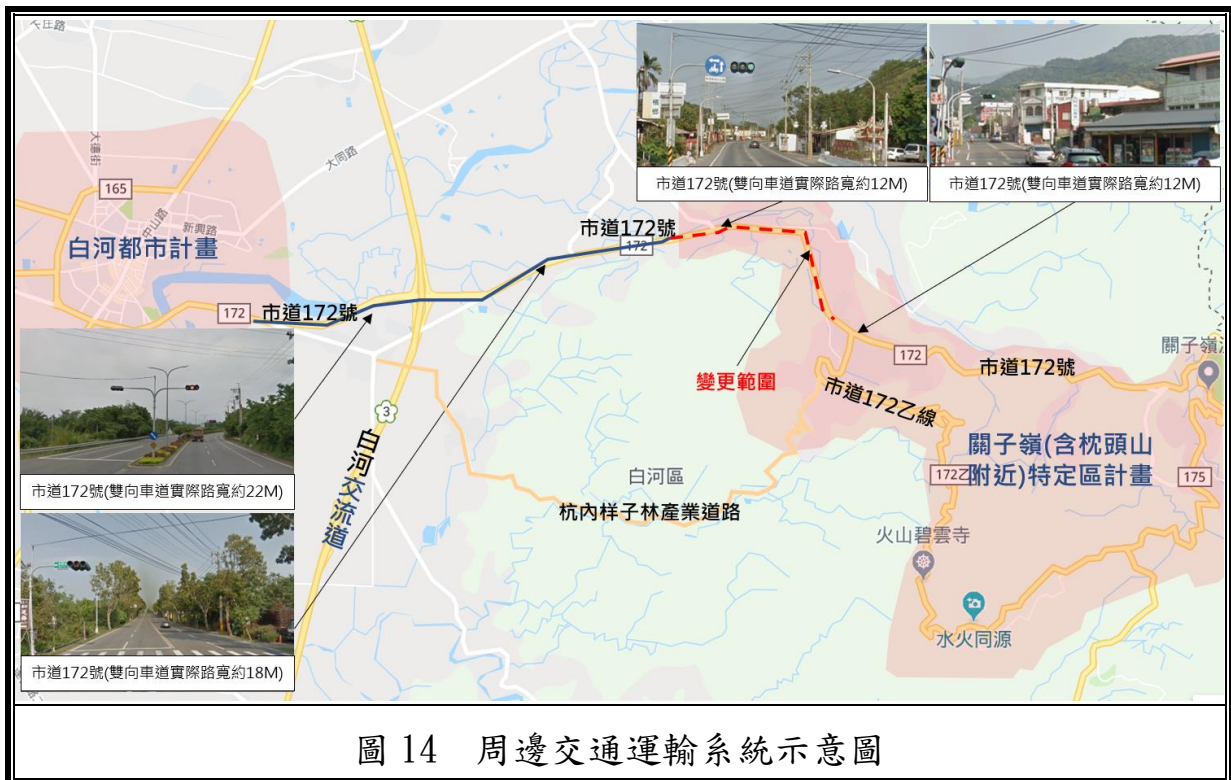 大庄路
大德街
165
中山路
新興路
大同路
白河都市計畫
172
市道172號
市道172號
172
市道172號(雙向車道實際路寬約12M)
市道172號(雙向車道實際路寬約12M)
變更範圍
172
市道172號
關子嶺
市道172乙線
3
白河交流道
市道172號(雙向車道實際路寬約22M)
白河區
杭內样子林產業道路
172乙
關子嶺(含枕頭山
附近)特定區計畫
175
火山碧雲寺
水火同源
市道172號(雙向車道實際路寬約18M)
圖 14 周邊交通運輸系統示意圖